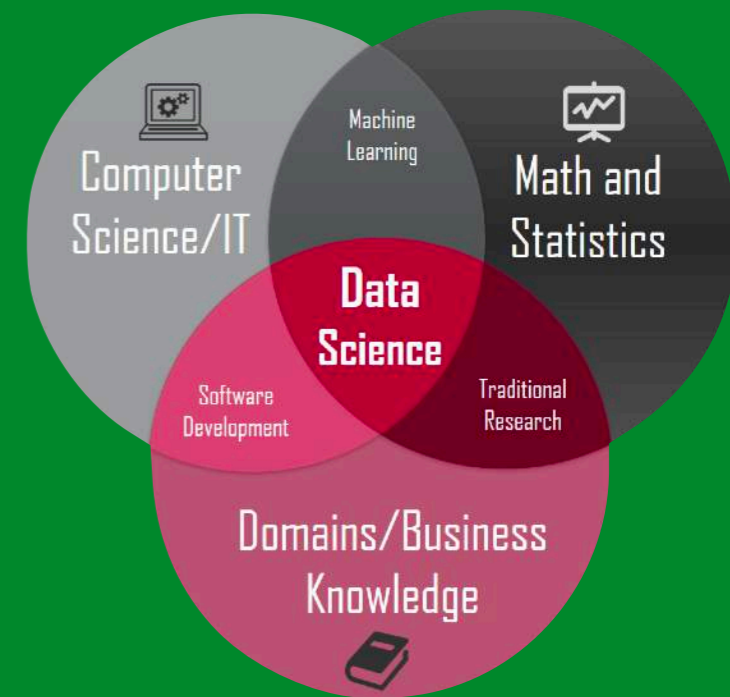 Machine
Learning
Computer
Science/IT
Math and
Statistics
Data
Science
Software
Development
Traditional
Research
Domains/Business
Knowledge